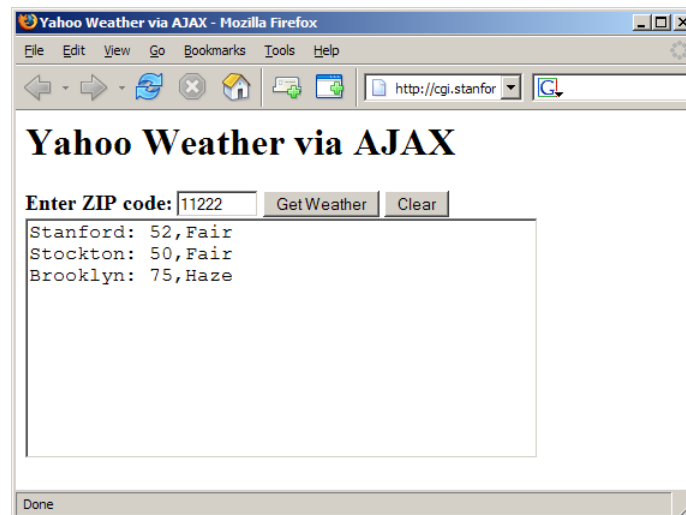 Yahoo Weather via AJAX - Mozilla Firefox
File Edit View Go Bookmarks Tools Help
http://cgi.stanfor G
Yahoo Weather via AJAX
Enter ZIP code: 11222 Get Weather Clear
Stanford: 52,Fair
Stockton: 50,Fair
Brooklyn: 75,Haze
Done